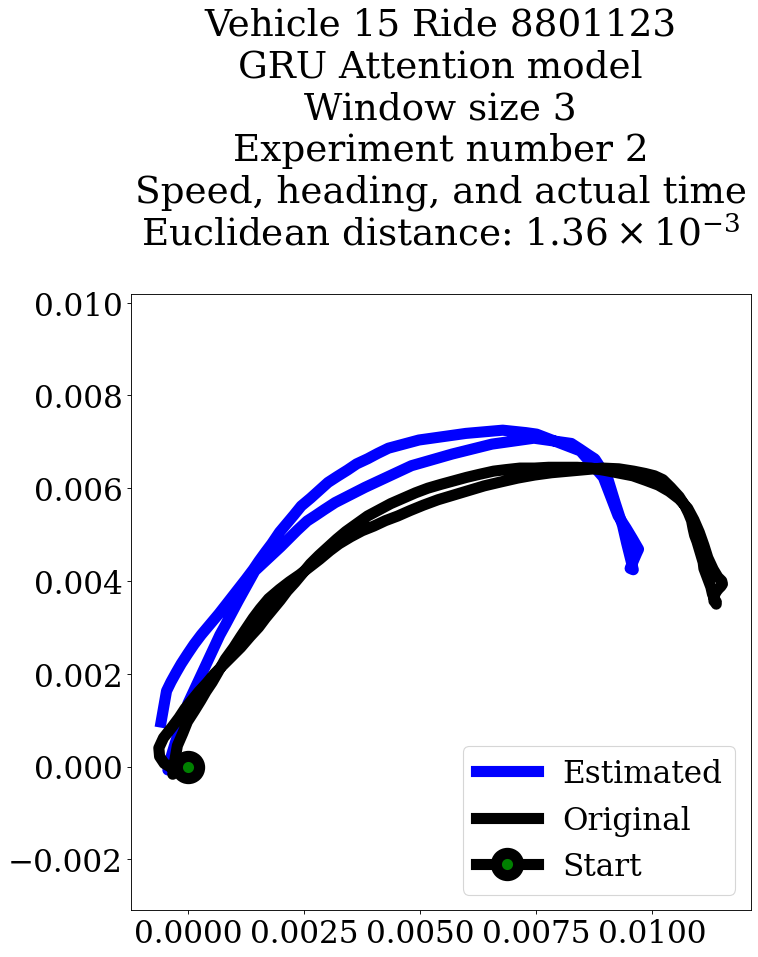 Vehicle 15 Ride 8801123
GRU Attention model
Window size 3
Experiment number 2
Speed, heading, and actual time
Euclidean distance: 1.36 × 10⁻³
0.010
0.008
0.006
0.004
0.002
0.000
−0.002
0.0000 0.0025 0.0050 0.0075 0.0100
Estimated
Original
Start